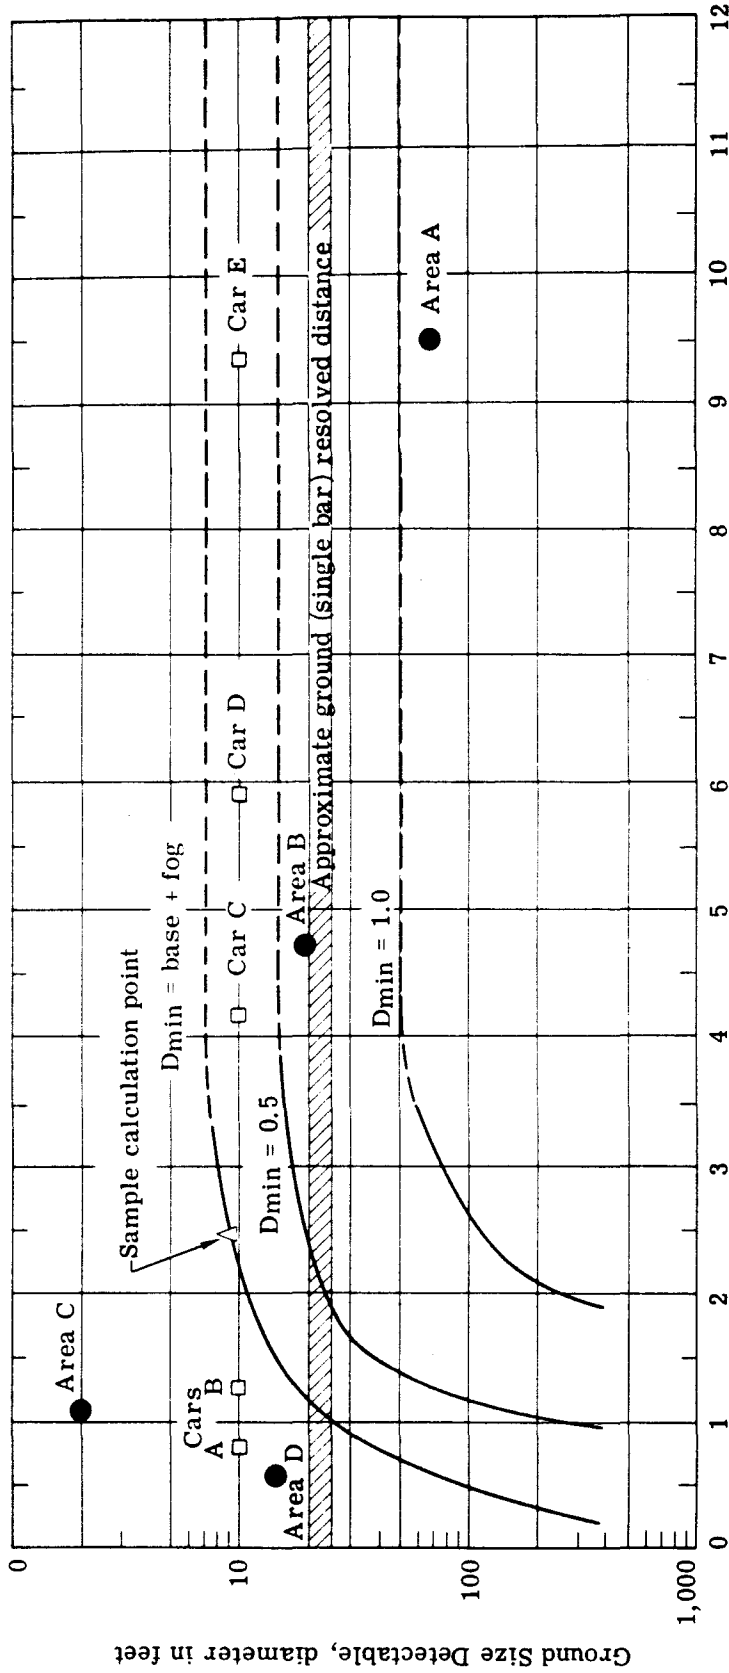 Ground Size Detectable, diameter in feet
0
10
100
1,000
0
1
2
3
4
5
6
7
8
9
10
11
12
Area C
Sample calculation point
Dmin = base + fog
Cars
A
B
Car C
Car D
Car E
Area D
Dmin = 0.5
Area B
Approximate ground (single bar) resolved distance
Dmin = 1.0
Area A